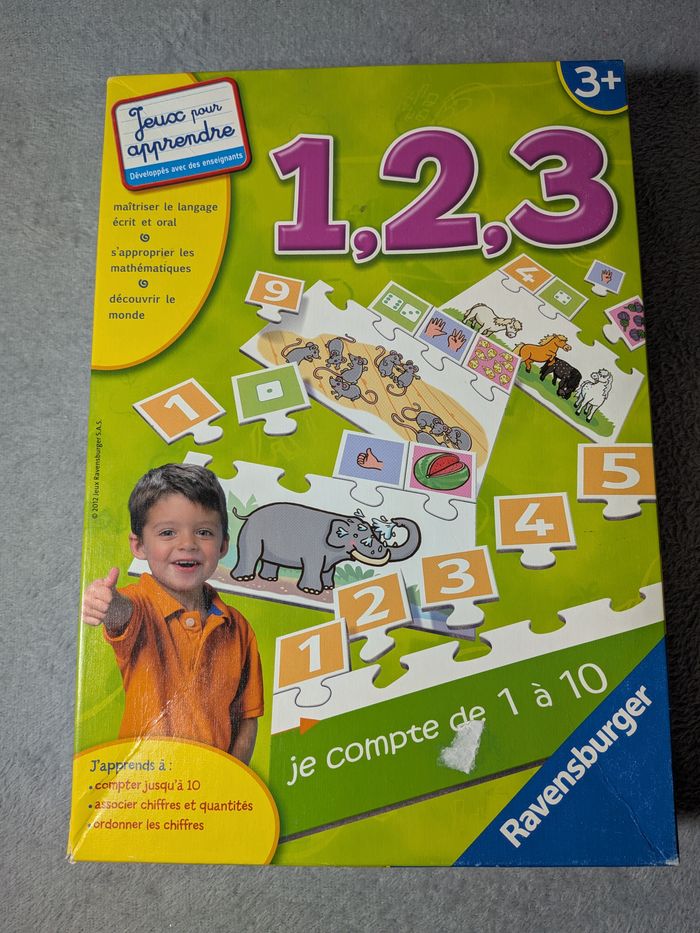 Jeux pour
apprendre
Développés avec des enseignants
3+
1,2,3
maîtriser le langage
écrit et oral
s'approprier les
mathématiques
découvrir le
monde
9
4
1
5
4
3
2
1
© 2012 Jeux Ravensburger S.A.S.
je compte de 1 à 10
J'apprends à :
• compter jusqu'à 10
• associer chiffres et quantités
• ordonner les chiffres
Ravensburger